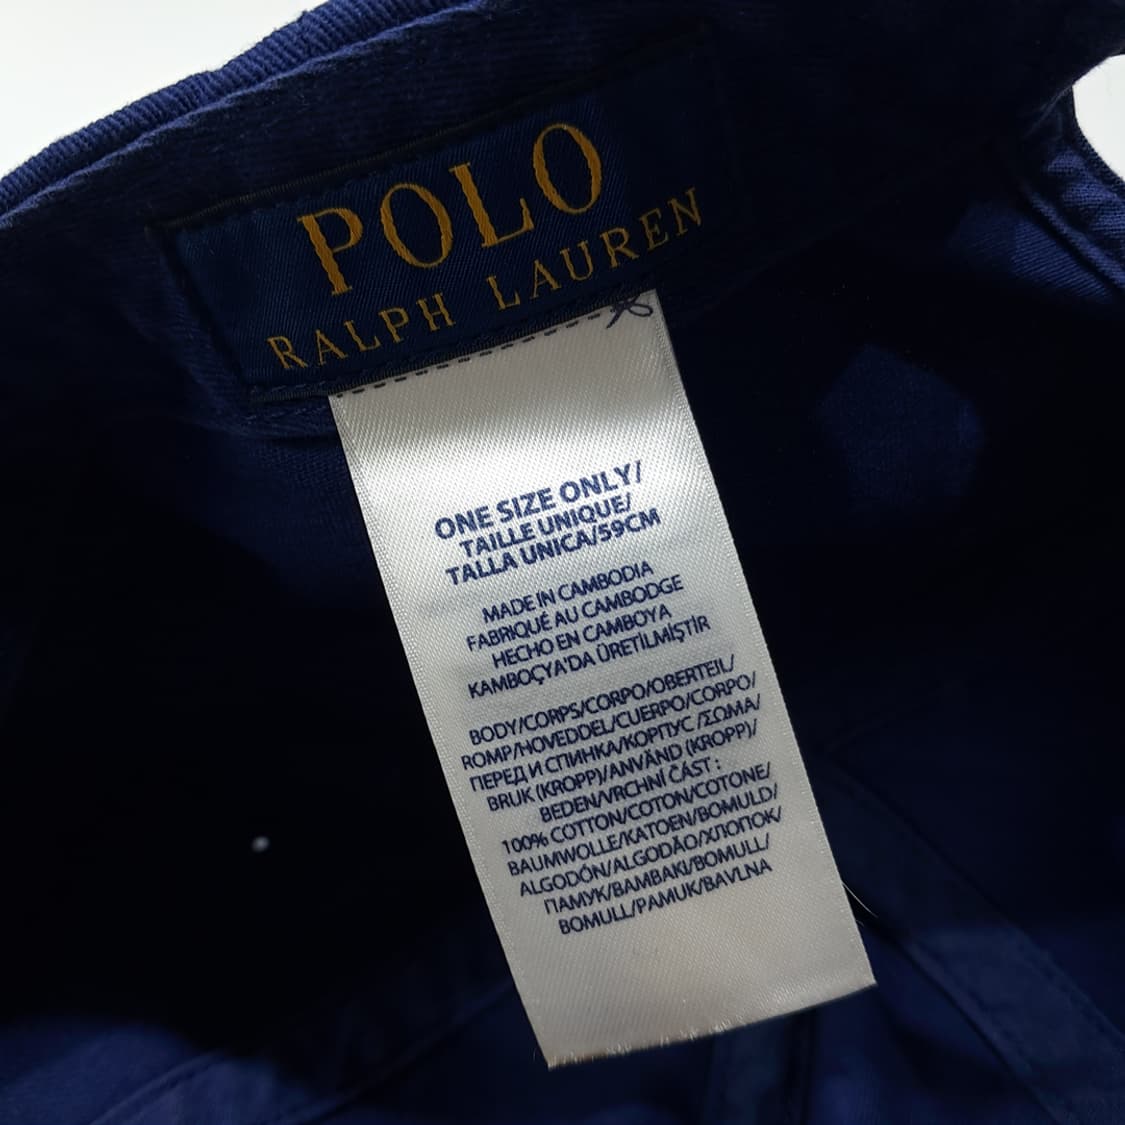 POLO
RALPH LAUREN
ONE SIZE ONLY/
TAILLE UNIQUE/
TALLA UNICA/59CM
MADE IN CAMBODIA
FABRIQUÉ AU CAMBODGE
HECHO EN CAMBOYA
KAMBOÇYA'DA ÜRETİLMİŞTİR
BODY/CORPS/CORPO/OBERTEIL/
ROMP/HOVEDDEL/CUERPO/CORPO/
ПЕРЕД И СПИНКА/КОРПУС /ΣΩΜΑ/
BRUK (KROPP)/ANVÄND (KROPP)/
BEDEN/VRCHNÍ ČÁST :
100% COTTON/COTON/COTONE/
BAUMWOLLE/KATOEN/BOMULD/
ALGODÓN/ALGODÃO/ХЛОПОК/
ПАМУК/ΒΑΜΒΑΚΙ/BOMULL/
BOMULL/PAMUK/BAVLNA